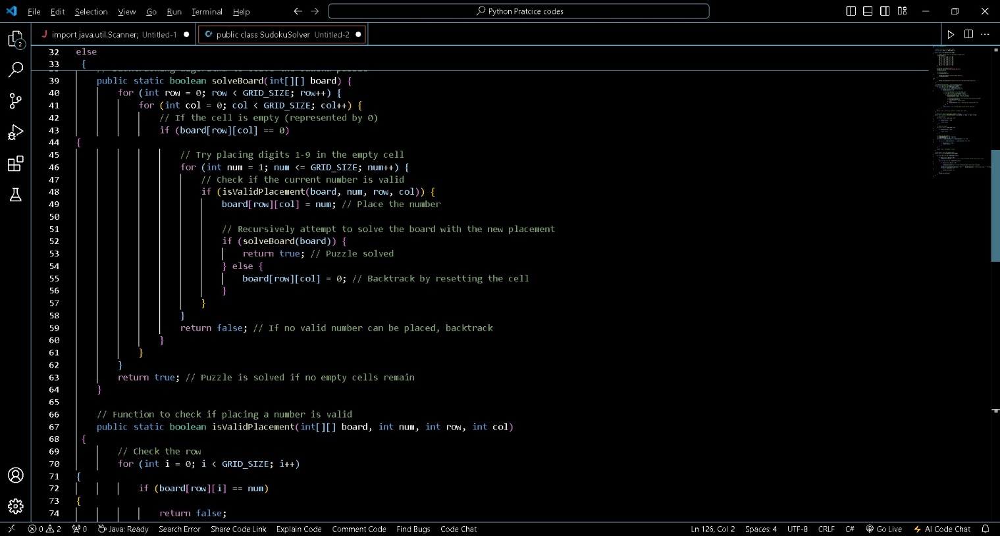 File Edit Selection View Go Run Terminal Help
Python Pratcice codes
import java.util.Scanner; Untitled-1
public class SudokuSolver Untitled-2
2
32 else
33 {
39 public static boolean solveBoard(int[][] board) {
40 for (int row = 0; row < GRID_SIZE; row++) {
41 for (int col = 0; col < GRID_SIZE; col++) {
42 // If the cell is empty (represented by 0)
43 if (board[row][col] == 0)
44 {
45 // Try placing digits 1-9 in the empty cell
46 for (int num = 1; num <= GRID_SIZE; num++) {
47 // Check if the current number is valid
48 if (isValidPlacement(board, num, row, col)) {
49 board[row][col] = num; // Place the number
50
51 // Recursively attempt to solve the board with the new placement
52 if (solveBoard(board)) {
53 return true; // Puzzle solved
54 } else {
55 board[row][col] = 0; // Backtrack by resetting the cell
56 }
57 }
58 }
59 return false; // If no valid number can be placed, backtrack
60 }
61 }
62 }
63 return true; // Puzzle is solved if no empty cells remain
64 }
65
66 // Function to check if placing a number is valid
67 public static boolean isValidPlacement(int[][] board, int num, int row, int col)
68 {
69 // Check the row
70 for (int i = 0; i < GRID_SIZE; i++)
71 {
72 if (board[row][i] == num)
73 {
74 return false;
0 2 0 Java: Ready Search Error Share Code Link Explain Code Comment Code Find Bugs Code Chat Ln 126, Col 2 Spaces: 4 UTF-8 CRLF C# Go Live AI Code Chat